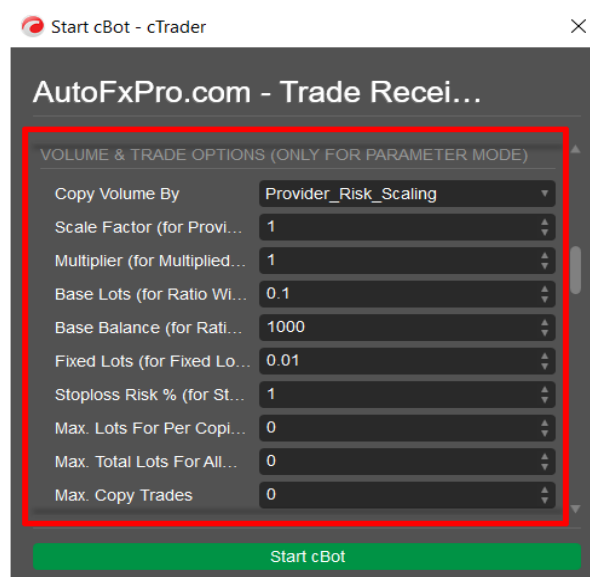 Start cBot - cTrader
AutoFxPro.com - Trade Recei...
VOLUME & TRADE OPTIONS (ONLY FOR PARAMETER MODE)
Copy Volume By Provider_Risk_Scaling
Scale Factor (for Provi... 1
Multiplier (for Multiplied... 1
Base Lots (for Ratio Wi... 0.1
Base Balance (for Rati... 1000
Fixed Lots (for Fixed Lo... 0.01
Stoploss Risk % (for St... 1
Max. Lots For Per Copi... 0
Max. Total Lots For All... 0
Max. Copy Trades 0
Start cBot